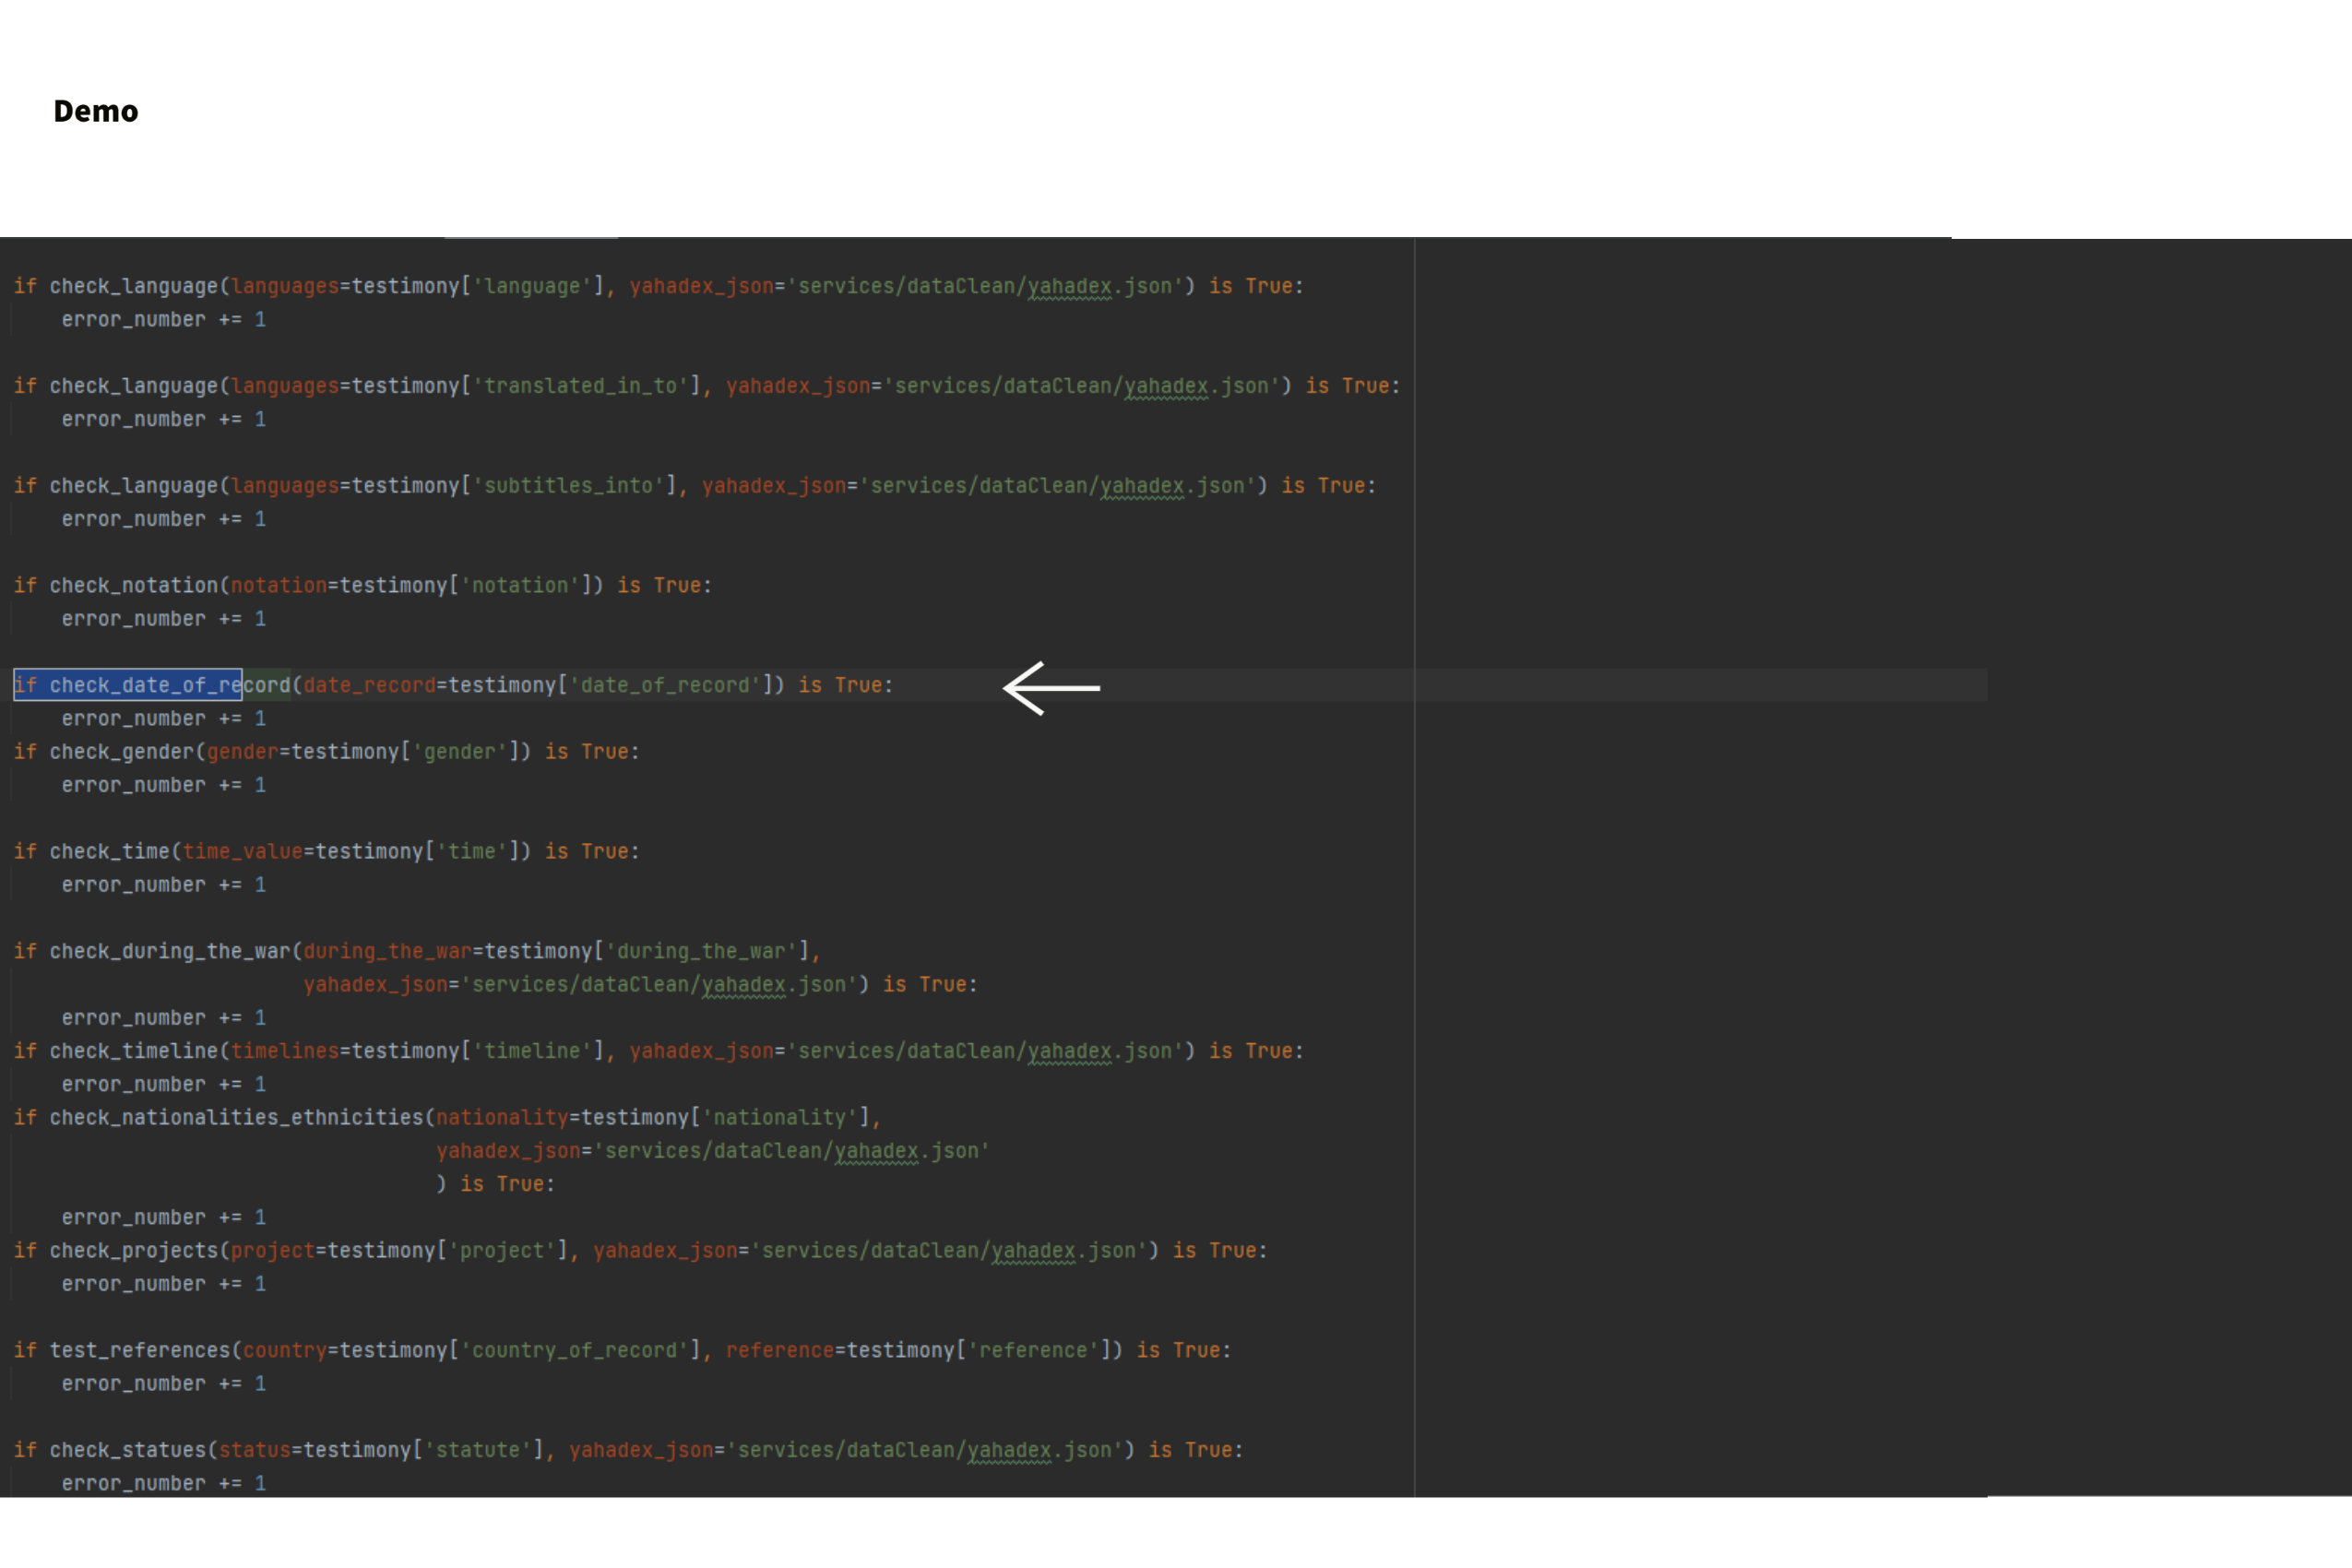 Demo
if check_language(languages=testimony['language'], yahadex_json='services/dataClean/yahadex.json') is True:
    error_number += 1
if check_language(languages=testimony['translated_in_to'], yahadex_json='services/dataClean/yahadex.json') is True:
    error_number += 1
if check_language(languages=testimony['subtitles_into'], yahadex_json='services/dataClean/yahadex.json') is True:
    error_number += 1
if check_notation(notation=testimony['notation']) is True:
    error_number += 1
if check_date_of_record(date_record=testimony['date_of_record']) is True:
    error_number += 1
if check_gender(gender=testimony['gender']) is True:
    error_number += 1
if check_time(time_value=testimony['time']) is True:
    error_number += 1
if check_during_the_war(during_the_war=testimony['during_the_war'],
                        yahadex_json='services/dataClean/yahadex.json') is True:
    error_number += 1
if check_timeline(timelines=testimony['timeline'], yahadex_json='services/dataClean/yahadex.json') is True:
    error_number += 1
if check_nationalities_ethnicities(nationality=testimony['nationality'],
                                   yahadex_json='services/dataClean/yahadex.json'
                                   ) is True:
    error_number += 1
if check_projects(project=testimony['project'], yahadex_json='services/dataClean/yahadex.json') is True:
    error_number += 1
if test_references(country=testimony['country_of_record'], reference=testimony['reference']) is True:
    error_number += 1
if check_statues(status=testimony['statute'], yahadex_json='services/dataClean/yahadex.json') is True:
    error_number += 1